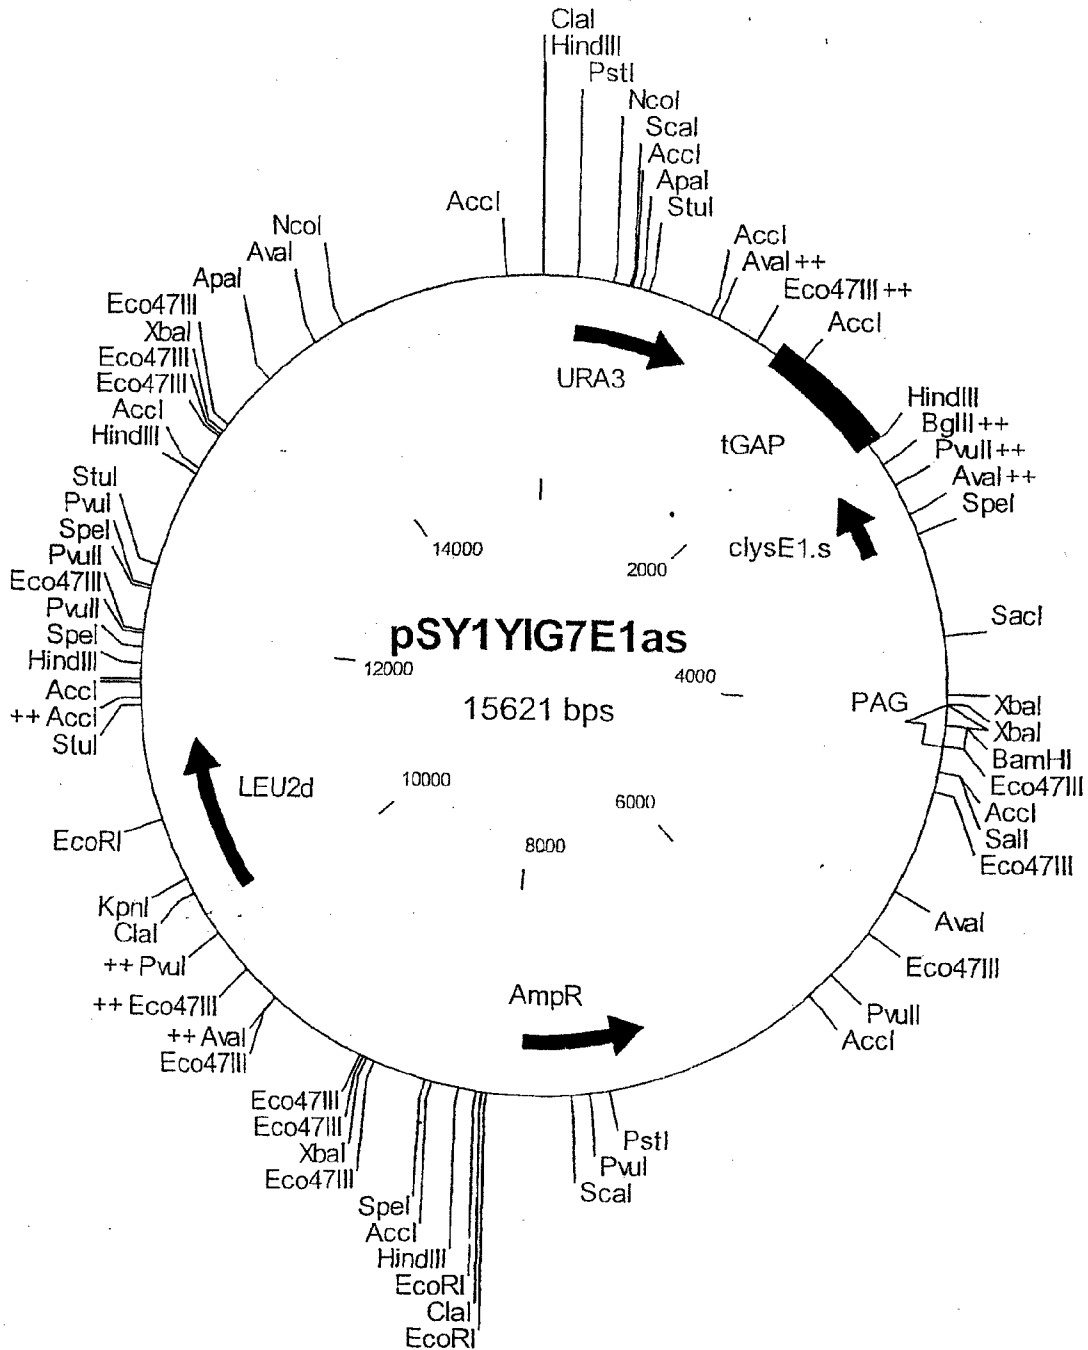 ClaI
HindIII
PstI
NcoI
ScaI
AccI
ApaI
StuI
AccI
AvaI++
Eco47III++
AccI
HindIII
BglII++
PvuII++
AvaI++
SpeI
SacI
XbaI
XbaI
BamHI
Eco47III
AccI
SalI
Eco47III
AvaI
Eco47III
PvuII
AccI
PstI
PvuI
ScaI
EcoRI
ClaI
EcoRI
HindIII
AccI
SpeI
Eco47III
XbaI
Eco47III
Eco47III
Eco47III
++ AvaI
++ Eco47III
++ PvuI
ClaI
KpnI
EcoRI
StuI
++ AccI
AccI
HindIII
SpeI
PvuII
Eco47III
PvuII
SpeI
PvuI
StuI
HindIII
AccI
Eco47III
Eco47III
XbaI
Eco47III
ApaI
AvaI
NcoI
AccI
URA3
tGAP
clysE1.s
PAG
AmpR
LEU2d
14000
2000
12000
4000
10000
6000
8000
pSY1YIG7E1as
15621 bps